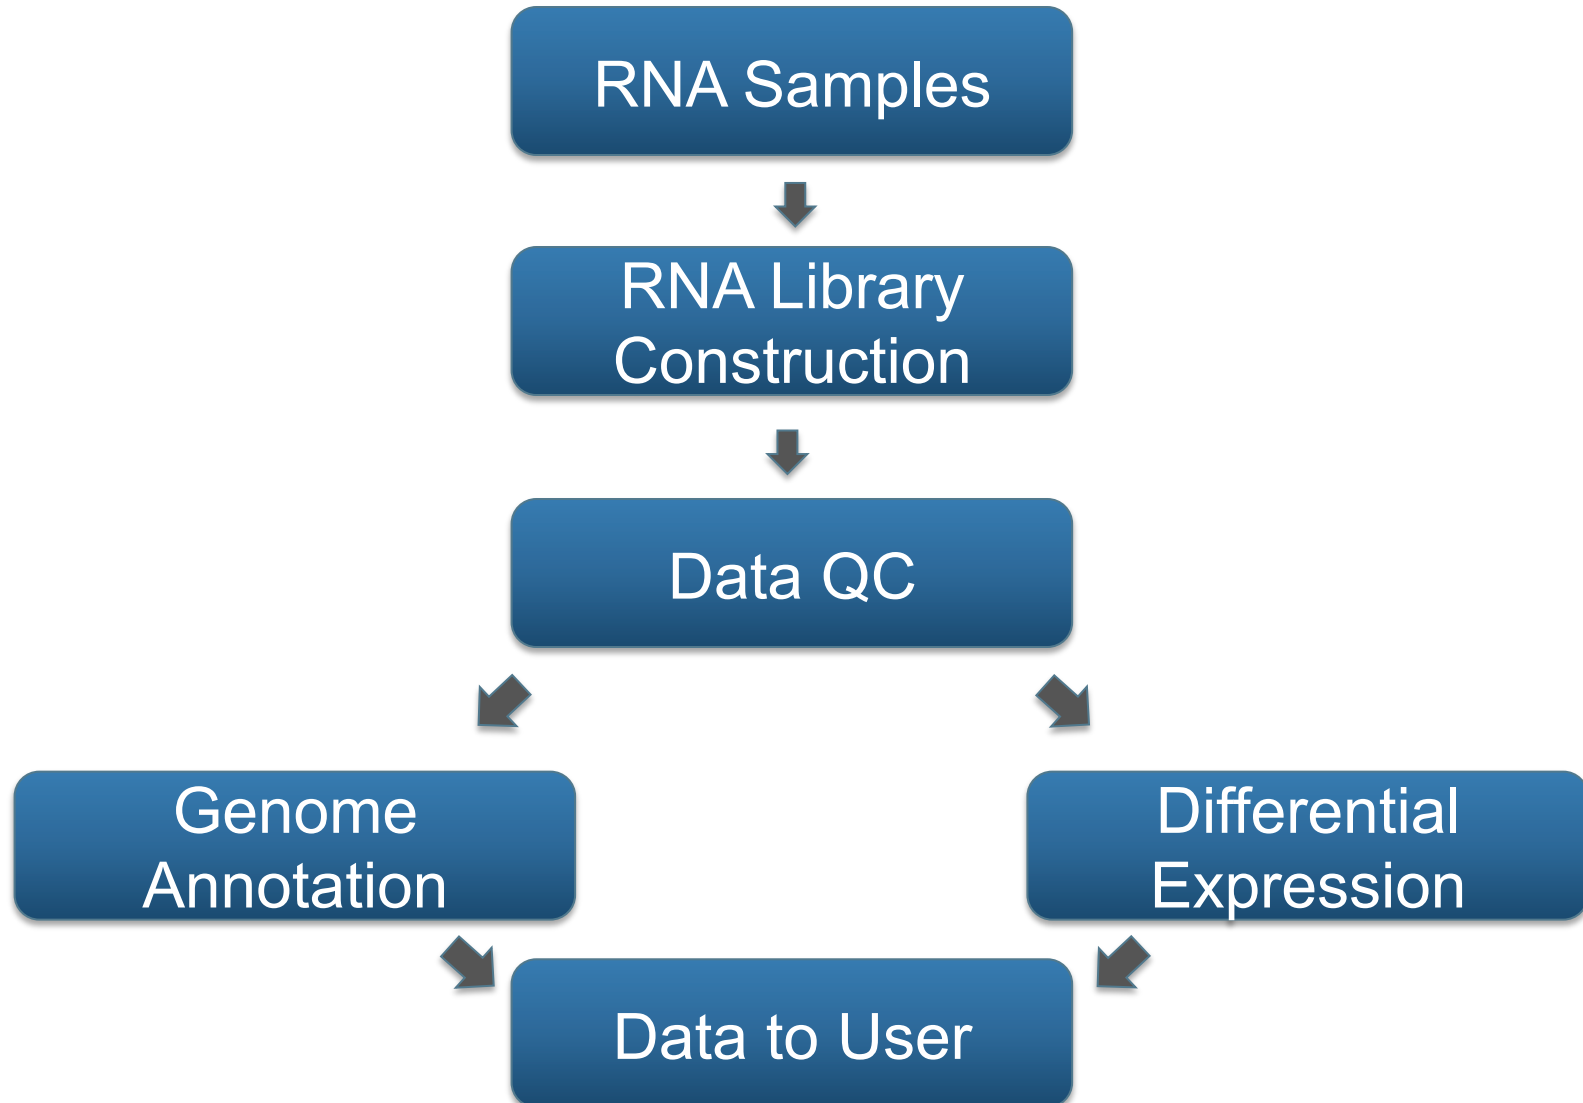 RNA Samples
RNA Library
Construction
Data QC
Genome
Annotation
Differential
Expression
Data to User